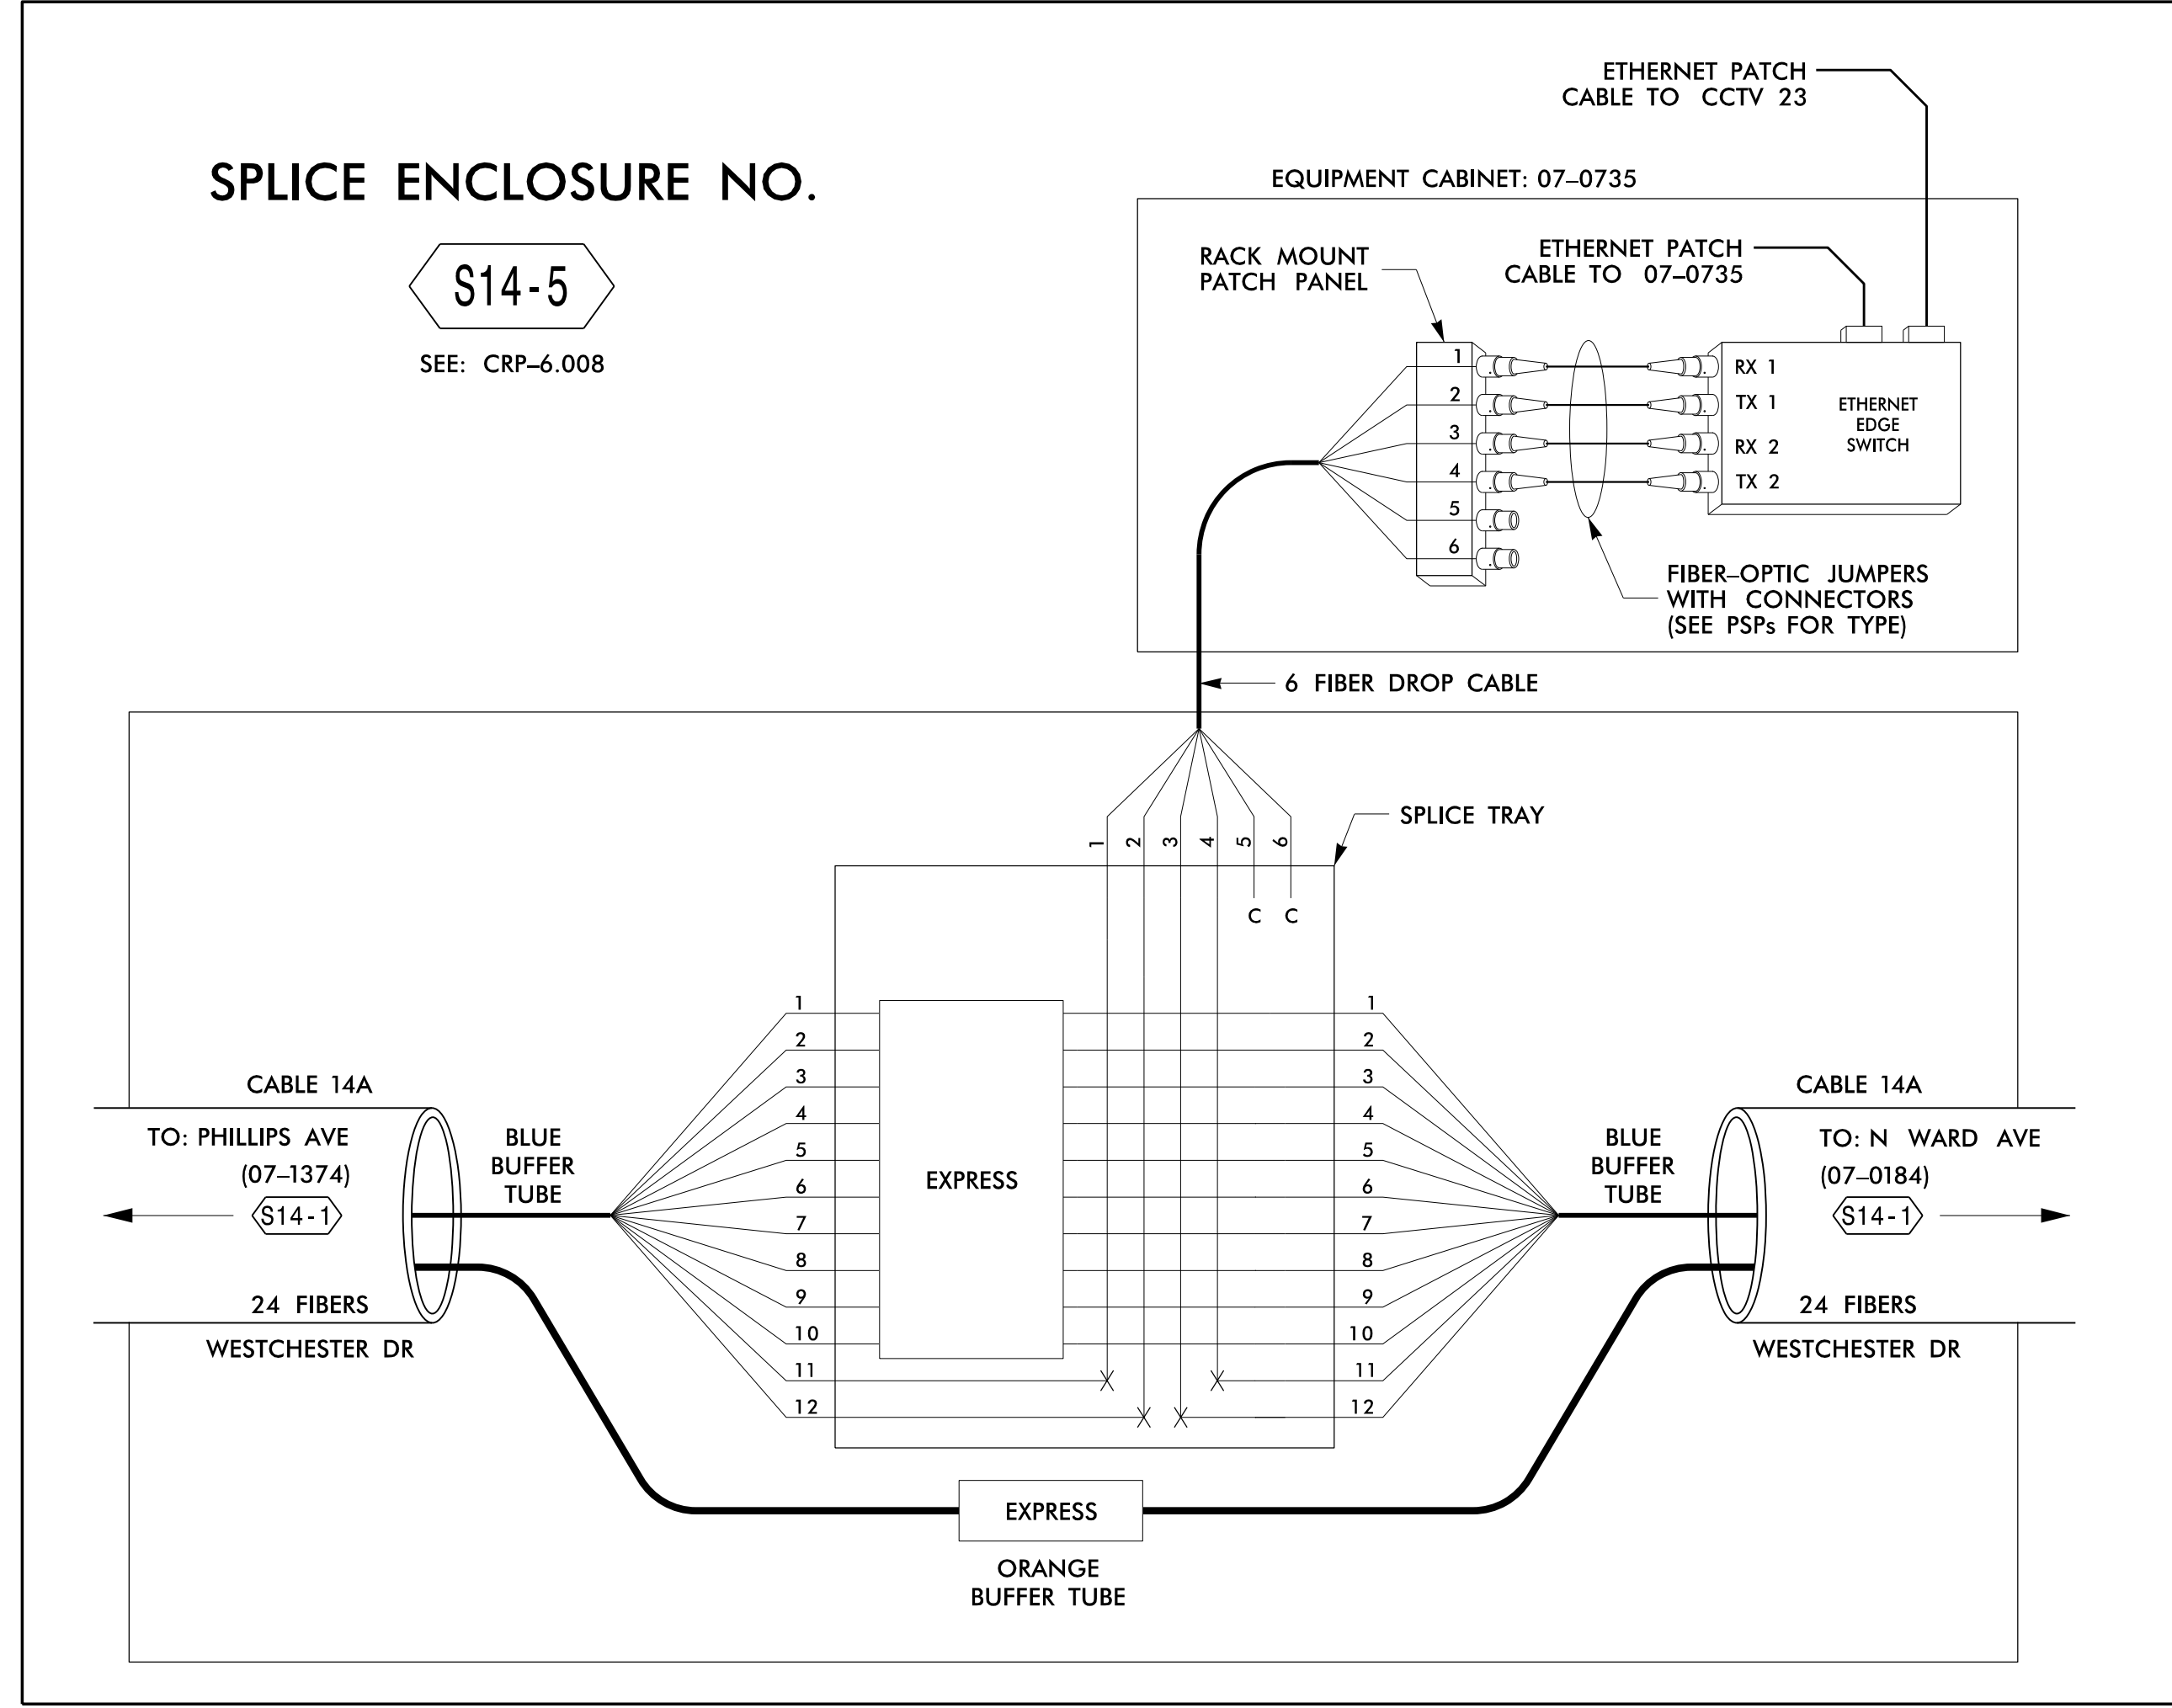 ETHERNET PATCH
CABLE TO CCTV 23
SPLICE ENCLOSURE NO.
S14-5
SEE: CRP-6.008
EQUIPMENT CABINET: 07-0735
RACK MOUNT
PATCH PANEL
ETHERNET PATCH
CABLE TO 07-0735
1
2
3
4
5
6
RX 1
TX 1
RX 2
TX 2
ETHERNET
EDGE
SWITCH
FIBER-OPTIC JUMPERS
WITH CONNECTORS
(SEE PSPs FOR TYPE)
6 FIBER DROP CABLE
SPLICE TRAY
1 2 3 4 5 6
C C
CABLE 14A
TO: PHILLIPS AVE
(07-1374)
S14-1
24 FIBERS
WESTCHESTER DR
BLUE
BUFFER
TUBE
1
2
3
4
5
6
7
8
9
10
11
12
EXPRESS
1
2
3
4
5
6
7
8
9
10
11
12
BLUE
BUFFER
TUBE
CABLE 14A
TO: N WARD AVE
(07-0184)
S14-1
24 FIBERS
WESTCHESTER DR
EXPRESS
ORANGE
BUFFER TUBE